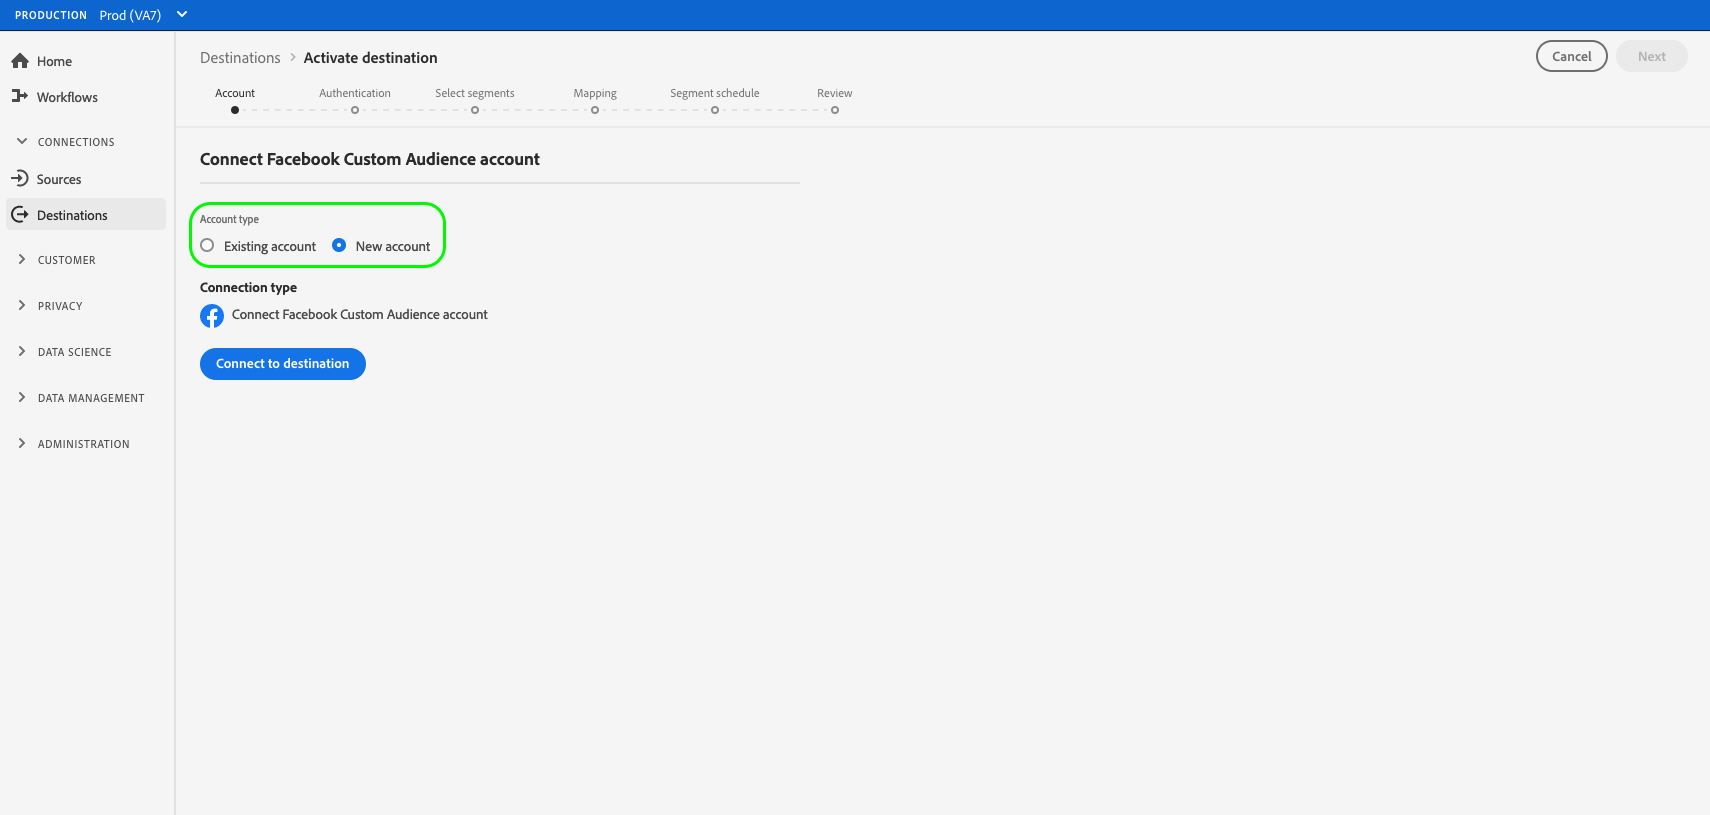 PRODUCTION Prod (VA7)
Home
Workflows
CONNECTIONS
Sources
Destinations
CUSTOMER
PRIVACY
DATA SCIENCE
DATA MANAGEMENT
ADMINISTRATION
Destinations > Activate destination
Cancel Next
Account Authentication Select segments Mapping Segment schedule Review
Connect Facebook Custom Audience account
Account type
Existing account New account
Connection type
Connect Facebook Custom Audience account
Connect to destination